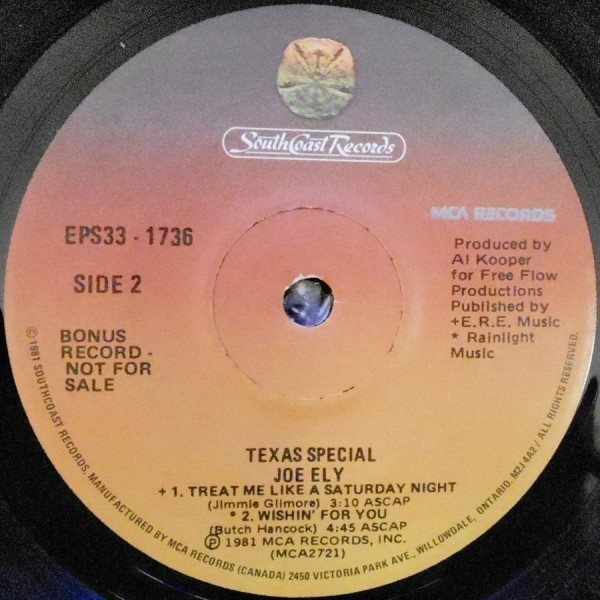 SouthCoast Records
MCA RECORDS
EPS33 - 1736
SIDE 2
BONUS
RECORD -
NOT FOR
SALE
Produced by
Al Kooper
for Free Flow
Productions
Published by
+E.R.E. Music
* Rainlight
Music
TEXAS SPECIAL
JOE ELY
+ 1. TREAT ME LIKE A SATURDAY NIGHT
(Jimmie Gilmore) 3:10 ASCAP
* 2. WISHIN' FOR YOU
(Butch Hancock) 4:45 ASCAP
Ⓟ 1981 MCA RECORDS, INC.
(MCA2721)
© 1981 SOUTHCOAST RECORDS, MANUFACTURED BY MCA RECORDS (CANADA) 2450 VICTORIA PARK AVE., WILLOWDALE, ONTARIO. M2J 4A2 / ALL RIGHTS RESERVED.